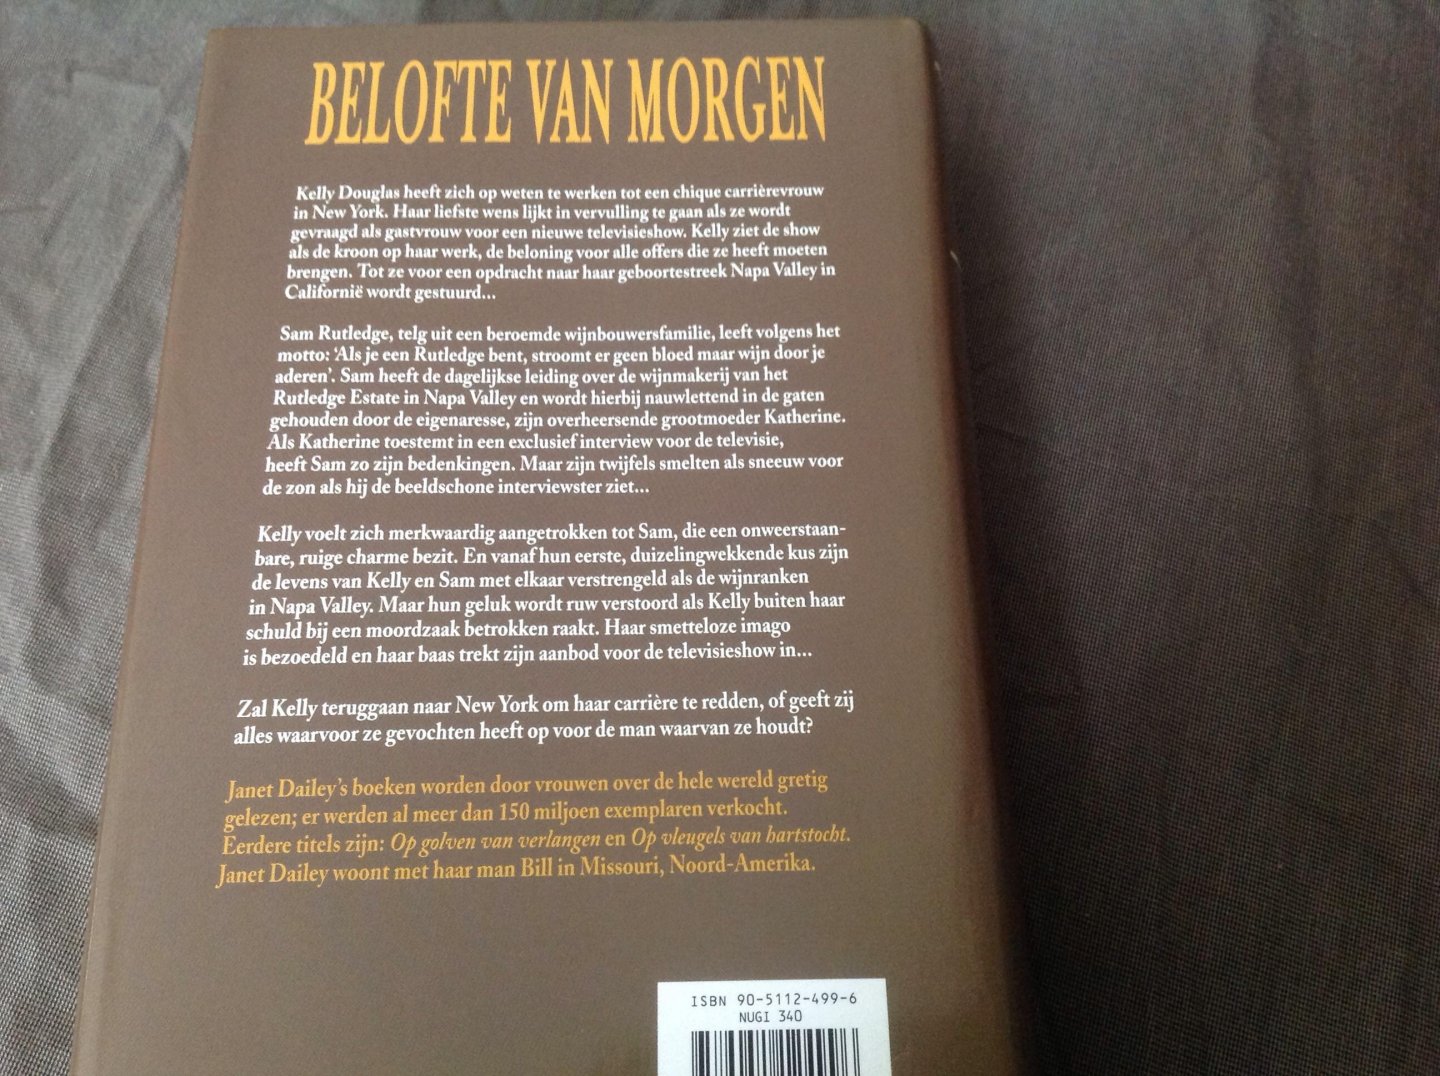 BELOFTE VAN MORGEN
Kelly Douglas heeft zich op weten te werken tot een chique carrièrevrouw
in New York. Haar liefste wens lijkt in vervulling te gaan als ze wordt
gevraagd als gastvrouw voor een nieuwe televisieshow. Kelly ziet de show
als de kroon op haar werk, de beloning voor alle offers die ze heeft moeten
brengen. Tot ze voor een opdracht naar haar geboortestreek Napa Valley in
Californië wordt gestuurd...
Sam Rutledge, telg uit een beroemde wijnbouwersfamilie, leeft volgens het
motto: ‘Als je een Rutledge bent, stroomt er geen bloed maar wijn door je
aderen’. Sam heeft de dagelijkse leiding over de wijnmakerij van het
Rutledge Estate in Napa Valley en wordt hierbij nauwlettend in de gaten
gehouden door de eigenaresse, zijn overheersende grootmoeder Katherine.
Als Katherine toestemt in een exclusief interview voor de televisie,
heeft Sam zo zijn bedenkingen. Maar zijn twijfels smelten als sneeuw voor
de zon als hij de beeldschone interviewster ziet...
Kelly voelt zich merkwaardig aangetrokken tot Sam, die een onweerstaan-
bare, ruige charme bezit. En vanaf hun eerste, duizelingwekkende kus zijn
de levens van Kelly en Sam met elkaar verstrengeld als de wijnranken
in Napa Valley. Maar hun geluk wordt ruw verstoord als Kelly buiten haar
schuld bij een moordzaak betrokken raakt. Haar smetteloze imago
is bezoedeld en haar baas trekt zijn aanbod voor de televisieshow in...
Zal Kelly teruggaan naar New York om haar carrière te redden, of geeft zij
alles waarvoor ze gevochten heeft op voor de man waarvan ze houdt?
Janet Dailey’s boeken worden door vrouwen over de hele wereld gretig
gelezen; er werden al meer dan 150 miljoen exemplaren verkocht.
Eerdere titels zijn: Op golven van verlangen en Op vleugels van hartstocht.
Janet Dailey woont met haar man Bill in Missouri, Noord-Amerika.
ISBN 90-5112-499-6
NUGI 340